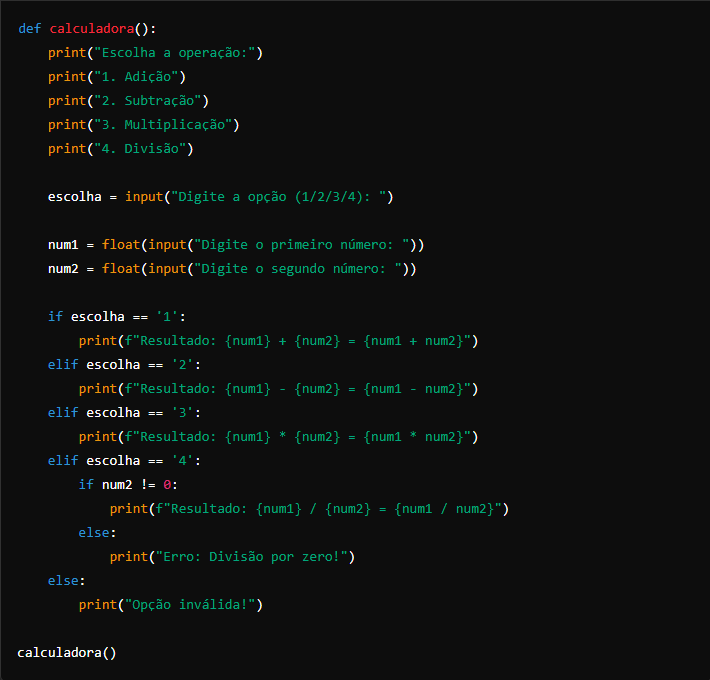 def calculadora():
    print("Escolha a operação:")
    print("1. Adição")
    print("2. Subtração")
    print("3. Multiplicação")
    print("4. Divisão")

    escolha = input("Digite a opção (1/2/3/4): ")

    num1 = float(input("Digite o primeiro número: "))
    num2 = float(input("Digite o segundo número: "))

    if escolha == '1':
        print(f"Resultado: {num1} + {num2} = {num1 + num2}")
    elif escolha == '2':
        print(f"Resultado: {num1} - {num2} = {num1 - num2}")
    elif escolha == '3':
        print(f"Resultado: {num1} * {num2} = {num1 * num2}")
    elif escolha == '4':
        if num2 != 0:
            print(f"Resultado: {num1} / {num2} = {num1 / num2}")
        else:
            print("Erro: Divisão por zero!")
    else:
        print("Opção inválida!")

calculadora()